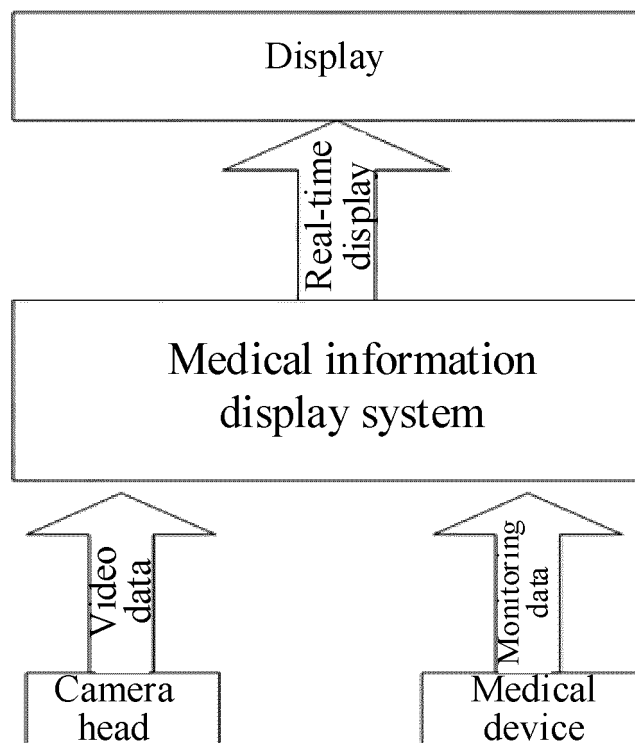 Display
Real-time
display
Medical information
display system
Video
data
Monitoring
data
Camera
head
Medical
device